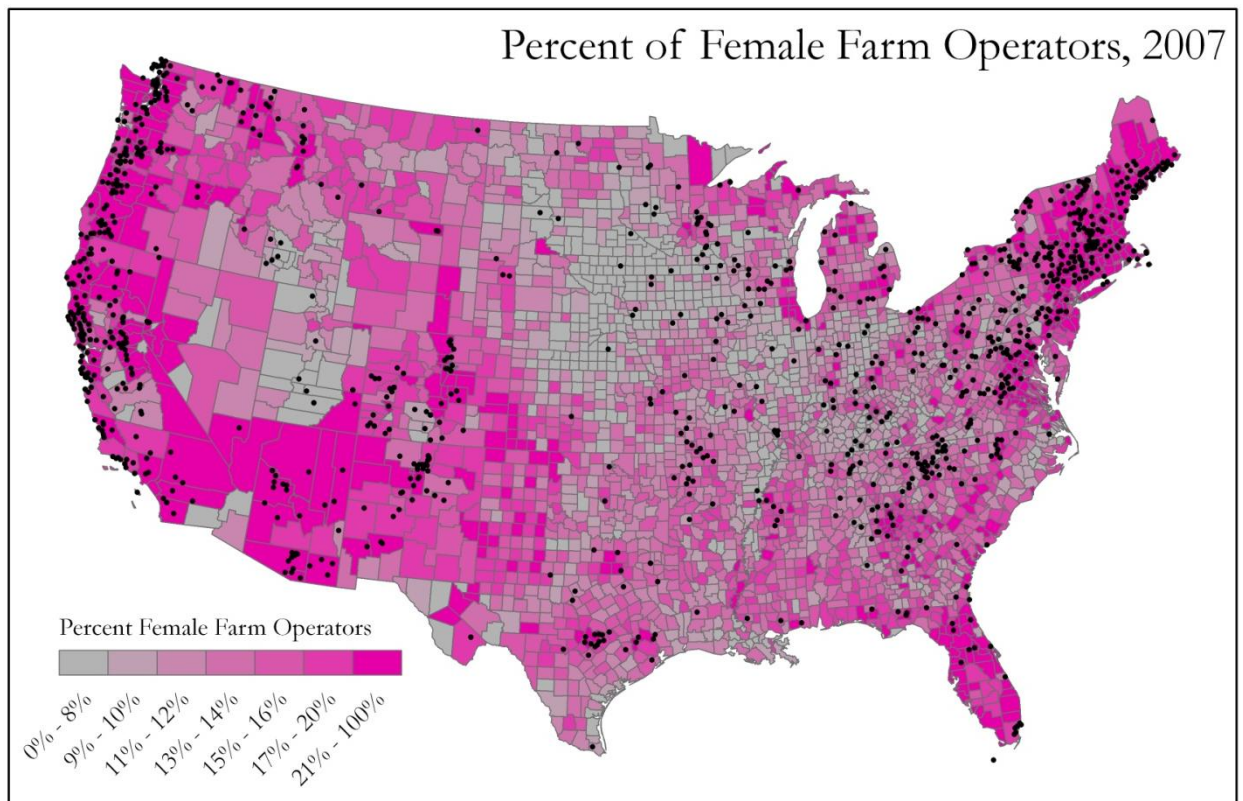 Percent of Female Farm Operators, 2007
Percent Female Farm Operators
0% - 8%
9% - 10%
11% - 12%
13% - 14%
15% - 16%
17% - 20%
21% - 100%